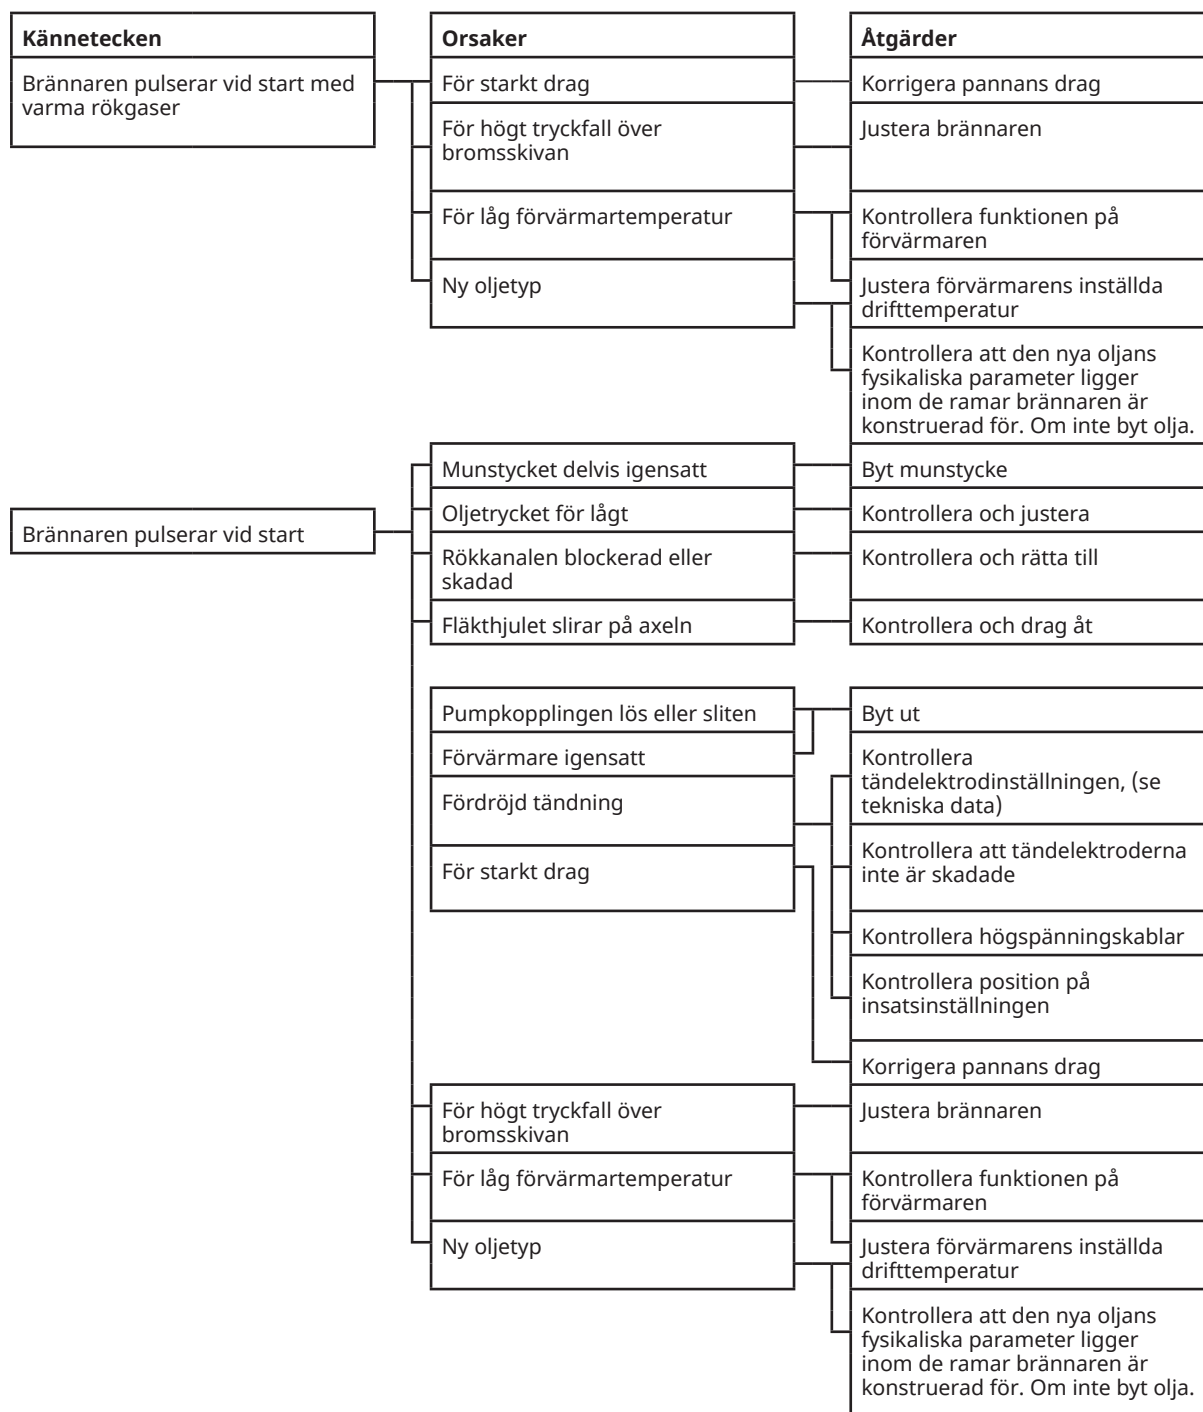 Kännetecken
Orsaker
Åtgärder
Brännaren pulserar vid start med
varma rökgaser
För starkt drag
Korrigera pannans drag
För högt tryckfall över
bromsskivan
Justera brännaren
För låg förvärmartemperatur
Kontrollera funktionen på
förvärmaren
Ny oljetyp
Justera förvärmarens inställda
drifttemperatur
Kontrollera att den nya oljans
fysikaliska parameter ligger
inom de ramar brännaren är
konstruerad för. Om inte byt olja.
Brännaren pulserar vid start
Munstycket delvis igensatt
Byt munstycke
Oljetrycket för lågt
Kontrollera och justera
Rökkanalen blockerad eller
skadad
Kontrollera och rätta till
Fläkthjulet slirar på axeln
Kontrollera och drag åt
Pumpkopplingen lös eller sliten
Byt ut
Förvärmare igensatt
Kontrollera
tändelektrodinställningen, (se
tekniska data)
Fördröjd tändning
Kontrollera att tändelektroderna
inte är skadade
För starkt drag
Kontrollera högspänningskablar
Kontrollera position på
insatsinställningen
Korrigera pannans drag
För högt tryckfall över
bromsskivan
Justera brännaren
För låg förvärmartemperatur
Kontrollera funktionen på
förvärmaren
Ny oljetyp
Justera förvärmarens inställda
drifttemperatur
Kontrollera att den nya oljans
fysikaliska parameter ligger
inom de ramar brännaren är
konstruerad för. Om inte byt olja.